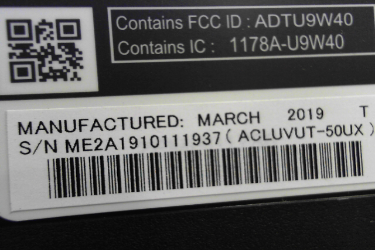 Contains FCC ID : ADTU9W40
Contains IC : 1178A-U9W40
MANUFACTURED: MARCH 2019 T
S/N ME2A1910111937 ( ACLUVUT-50UX )